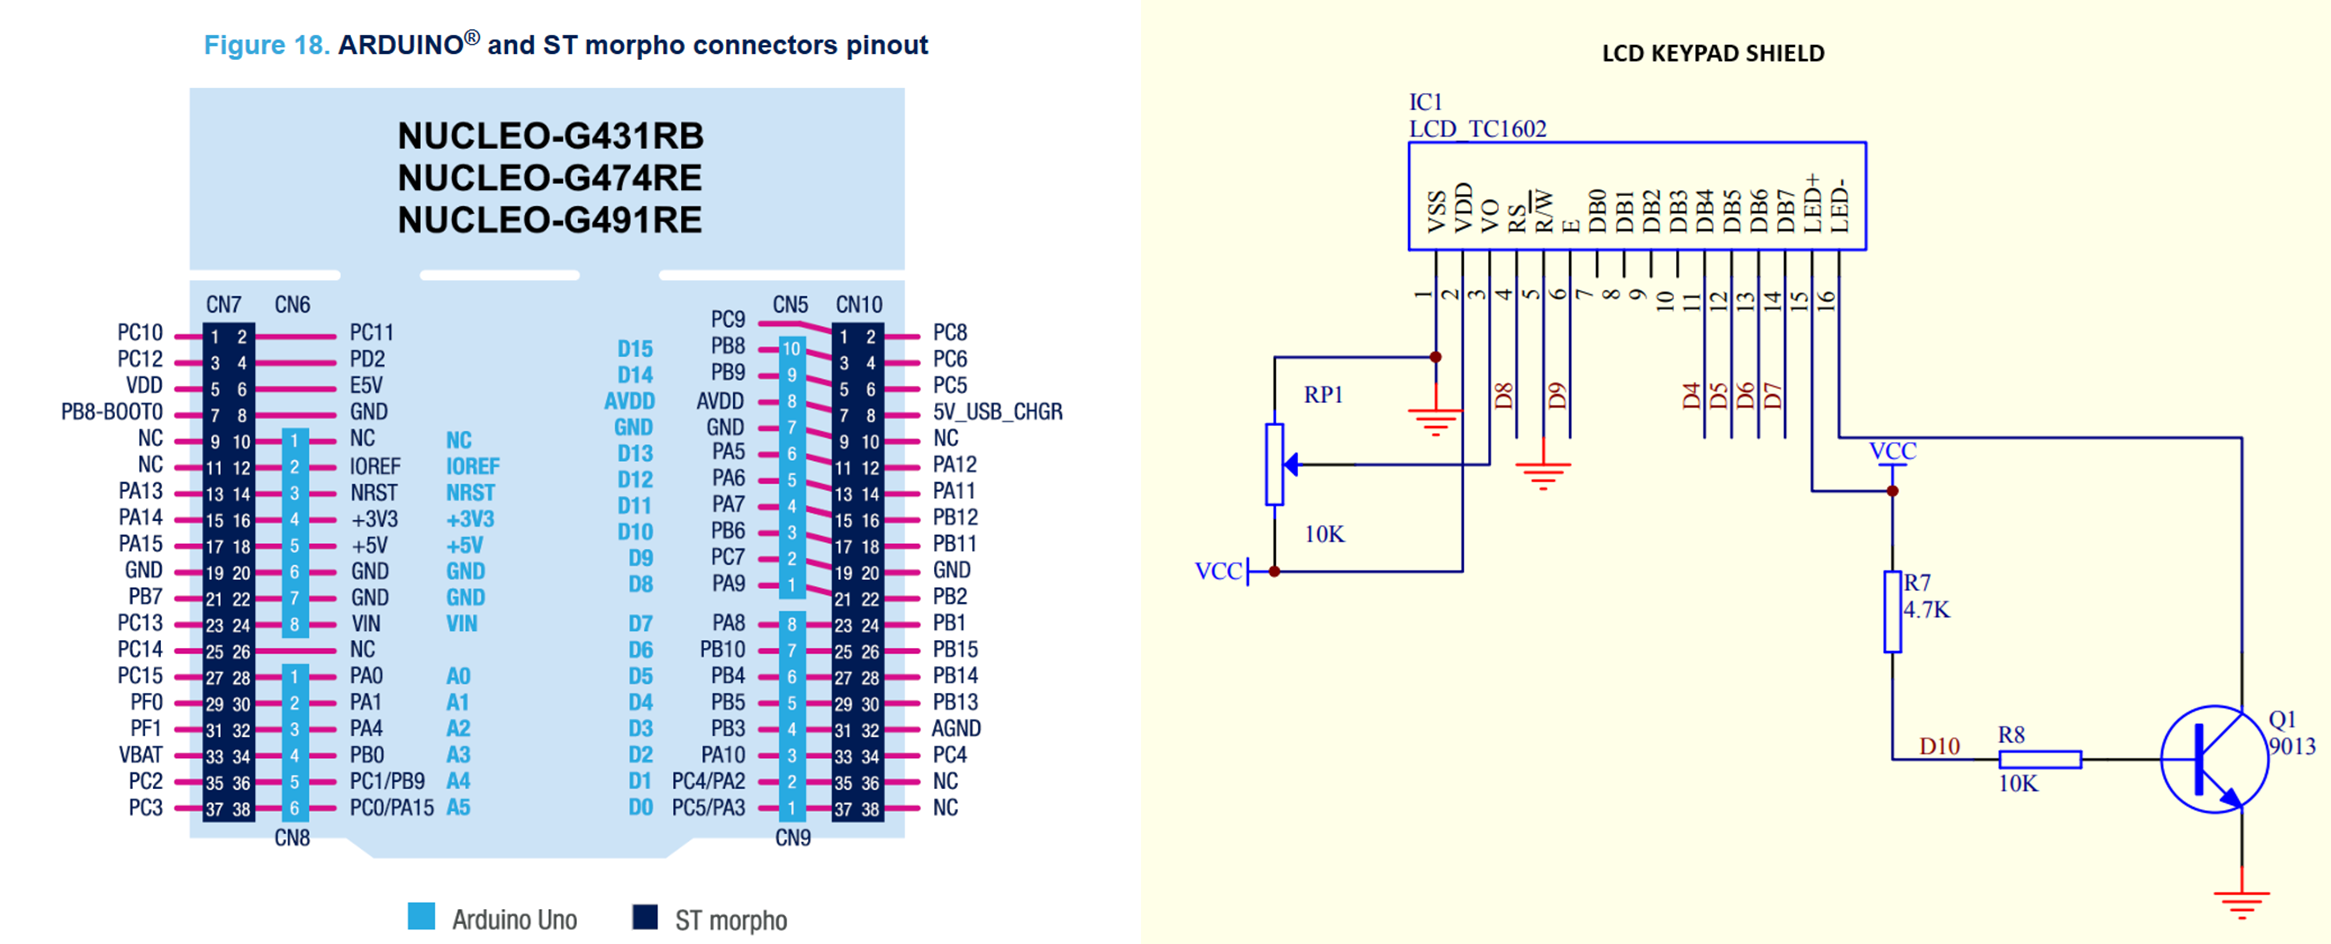 Figure 18. ARDUINO® and ST morpho connectors pinout
NUCLEO-G431RB
NUCLEO-G474RE
NUCLEO-G491RE
CN7 CN6 CN5 CN10
PC9
PC10 1 2 PC11 1 2 PC8
D15 PB8 10
PC12 3 4 PD2 3 4 PC6
D14 PB9 9
VDD 5 6 E5V 5 6 PC5
AVDD AVDD 8
PB8-BOOT0 7 8 GND 7 8 5V_USB_CHGR
GND GND 7
NC 9 10 1 NC NC 9 10 NC
D13 PA5 6
NC 11 12 2 IOREF IOREF 11 12 PA12
D12 PA6 5
PA13 13 14 3 NRST NRST 13 14 PA11
D11 PA7 4
PA14 15 16 4 +3V3 +3V3 15 16 PB12
D10 PB6 3
PA15 17 18 5 +5V +5V 17 18 PB11
D9 PC7 2
GND 19 20 6 GND GND 19 20 GND
D8 PA9 1
PB7 21 22 7 GND GND 21 22 PB2
PC13 23 24 8 VIN VIN D7 PA8 8 23 24 PB1
PC14 25 26 NC D6 PB10 7 25 26 PB15
PC15 27 28 1 PA0 A0 D5 PB4 6 27 28 PB14
PF0 29 30 2 PA1 A1 D4 PB5 5 29 30 PB13
PF1 31 32 3 PA4 A2 D3 PB3 4 31 32 AGND
VBAT 33 34 4 PB0 A3 D2 PA10 3 33 34 PC4
PC2 35 36 5 PC1/PB9 A4 D1 PC4/PA2 2 35 36 NC
PC3 37 38 6 PC0/PA15 A5 D0 PC5/PA3 1 37 38 NC
CN8 CN9
Arduino Uno ST morpho
LCD KEYPAD SHIELD
IC1
LCD_TC1602
VSS VDD VO RS R/W E DB0 DB1 DB2 DB3 DB4 DB5 DB6 DB7 LED+ LED-
1 2 3 4 5 6 7 8 9 10 11 12 13 14 15 16
RP1 D8 D9 D4 D5 D6 D7
VCC
10K
VCC
R7
4.7K
Q1
9013
D10 R8
10K